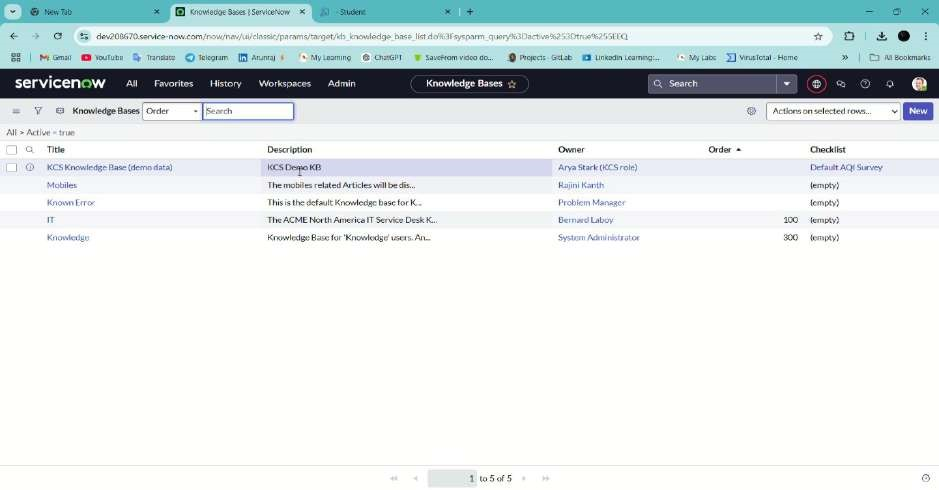 New Tab
Knowledge Bases | ServiceNow
- Student
dev208670.service-now.com/now/nav/ui/classic/params/target/kb_knowledge_base_list.do%3Fsysparm_query%3Dactive%253Dtrue%255EEQ
Gmail YouTube Translate Telegram Arunraj My Learning ChatGPT SaveFrom video do... Projects · GitLab LinkedIn Learning:... My Labs VirusTotal - Home » All Bookmarks
servicenow All Favorites History Workspaces Admin Knowledge Bases Search
Knowledge Bases Order Search Actions on selected rows... New
All > Active = true
Title Description Owner Order Checklist
KCS Knowledge Base (demo data) KCS Demo KB Arya Stark (KCS role) Default AQI Survey
Mobiles The mobiles related Articles will be dis... Rajini Kanth (empty)
Known Error This is the default Knowledge base for K... Problem Manager (empty)
IT The ACME North America IT Service Desk K... Bernard Laboy 100 (empty)
Knowledge Knowledge Base for 'Knowledge' users. An... System Administrator 300 (empty)
1 to 5 of 5